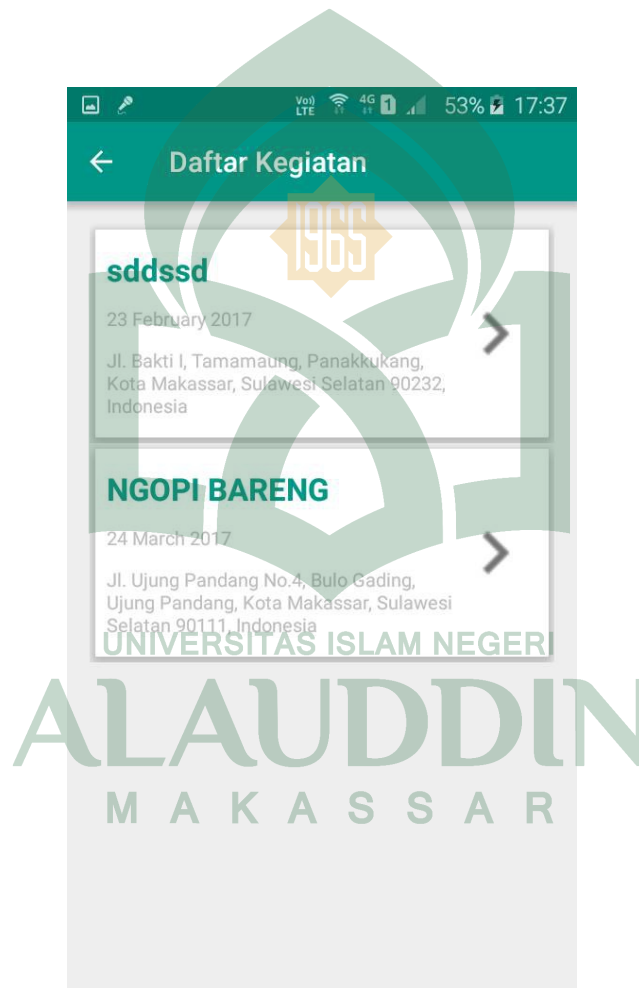 VoLTE 4G 1 53% 17:37
Daftar Kegiatan
1965
sddssd
23 February 2017
Jl. Bakti I, Tamamaung, Panakkukang,
Kota Makassar, Sulawesi Selatan 90232,
Indonesia
NGOPI BARENG
24 March 2017
Jl. Ujung Pandang No.4, Bulo Gading,
Ujung Pandang, Kota Makassar, Sulawesi
Selatan 90111, Indonesia
UNIVERSITAS ISLAM NEGERI
ALAUDDIN
MAKASSAR